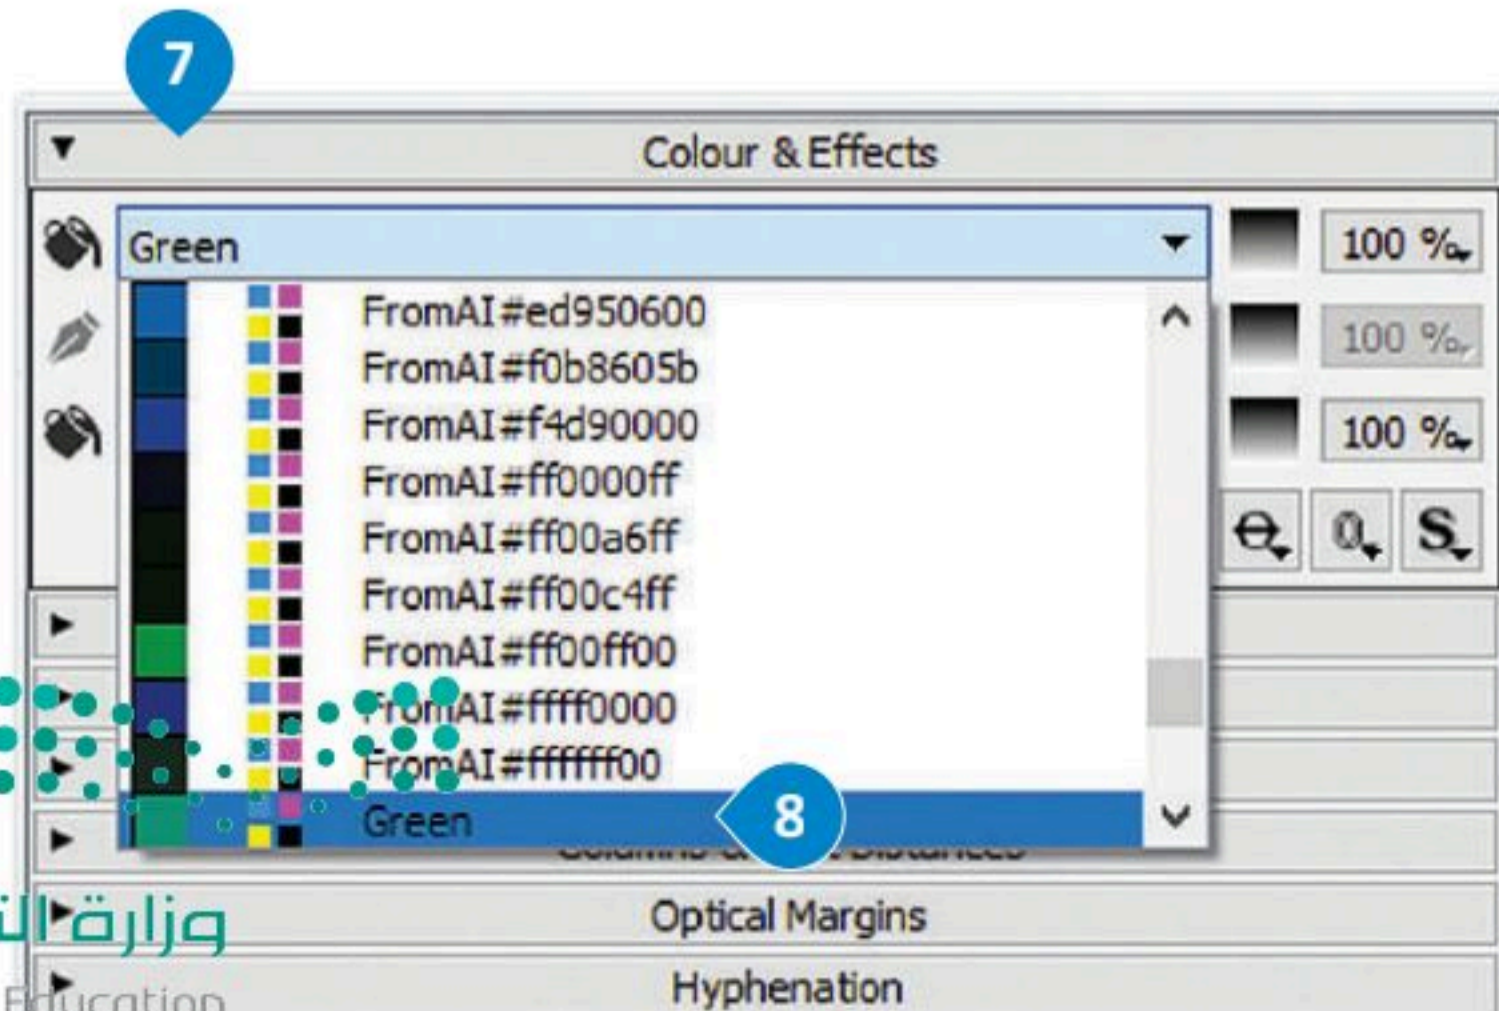 7
Colour & Effects
Green
100 %
FromAI#ed950600
100 %
FromAI#f0b8605b
FromAI#f4d90000
100 %
FromAI#ff0000ff
FromAI#ff00a6ff
FromAI#ff00c4ff
FromAI#ff00ff00
FromAI#ffff0000
FromAI#ffffff00
Green
8
Optical Margins
وزارة
Hyphenation
Education